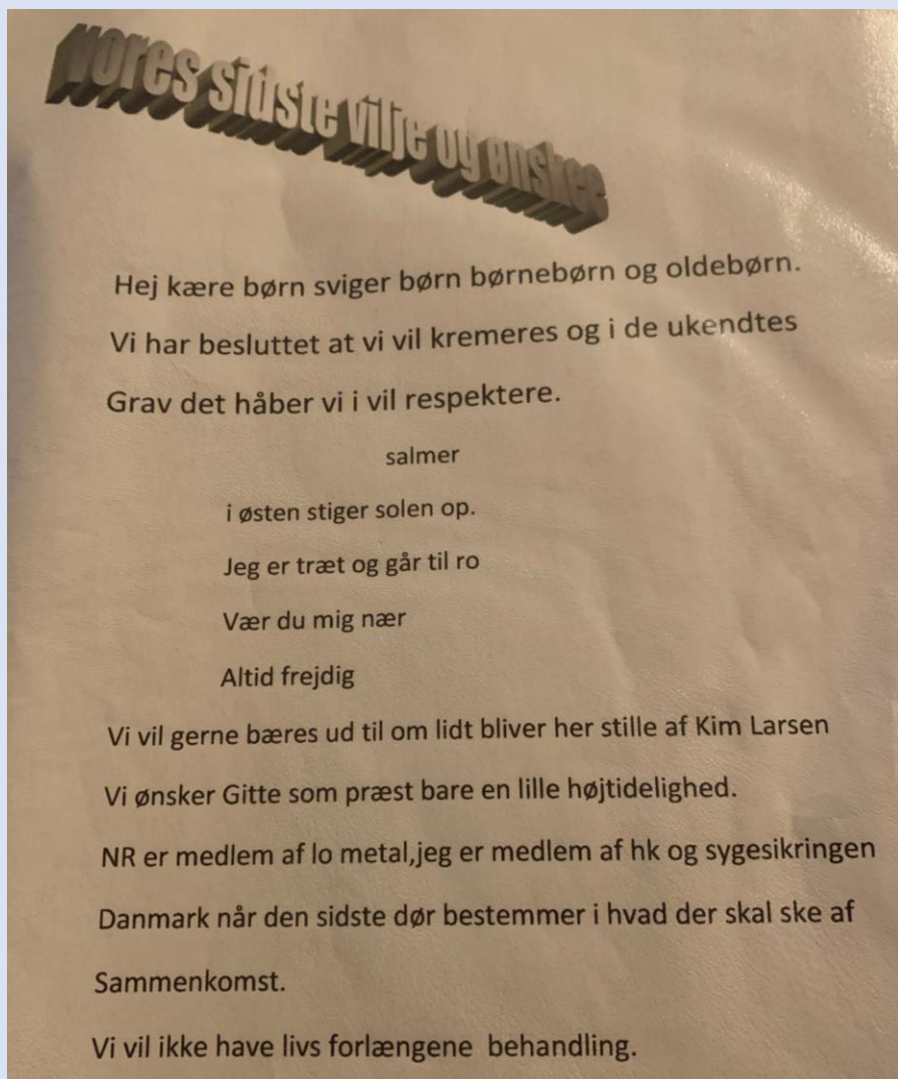 Vores sidste vilje og ønskee
Hej kære børn sviger børn børnebørn og oldebørn.
Vi har besluttet at vi vil kremeres og i de ukendtes
Grav det håber vi i vil respektere.
salmer
i østen stiger solen op.
Jeg er træt og går til ro
Vær du mig nær
Altid frejdig
Vi vil gerne bæres ud til om lidt bliver her stille af Kim Larsen
Vi ønsker Gitte som præst bare en lille højtidelighed.
NR er medlem af lo metal,jeg er medlem af hk og sygesikringen
Danmark når den sidste dør bestemmer i hvad der skal ske af
Sammenkomst.
Vi vil ikke have livs forlængene behandling.